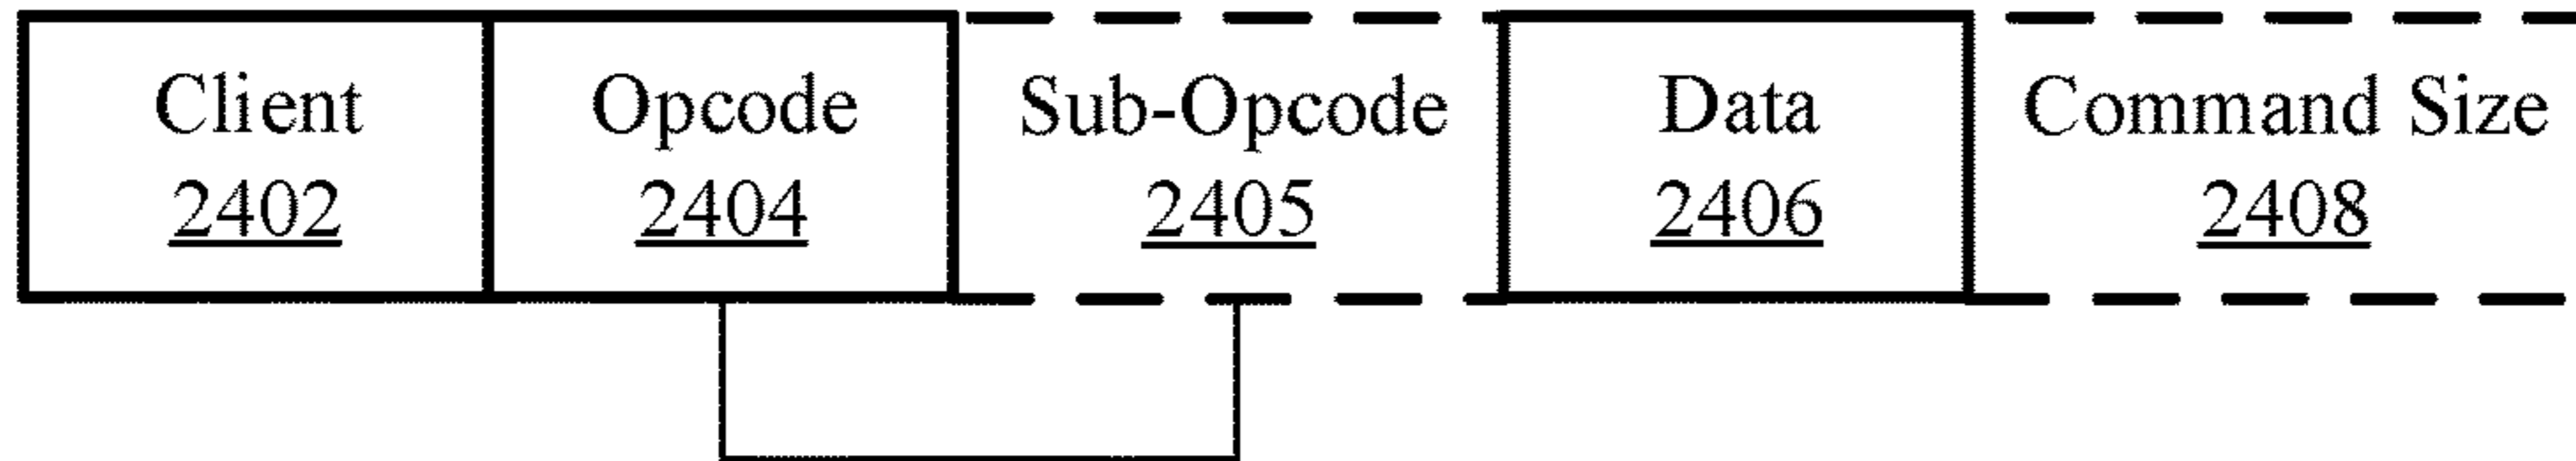 Client
2402
Opcode
2404
Sub-Opcode
2405
Data
2406
Command Size
2408